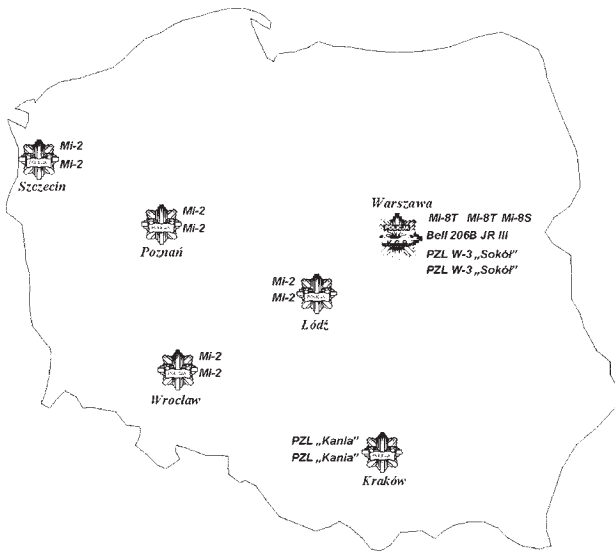 Mi-2
Mi-2
Szczecin
Mi-2
Mi-2
Poznań
Warszawa
Mi-8T Mi-8T Mi-8S
Bell 206B JR III
PZL W-3 „Sokół”
PZL W-3 „Sokół”
Mi-2
Mi-2
Łódź
Mi-2
Mi-2
Wrocław
PZL „Kania”
PZL „Kania”
Kraków